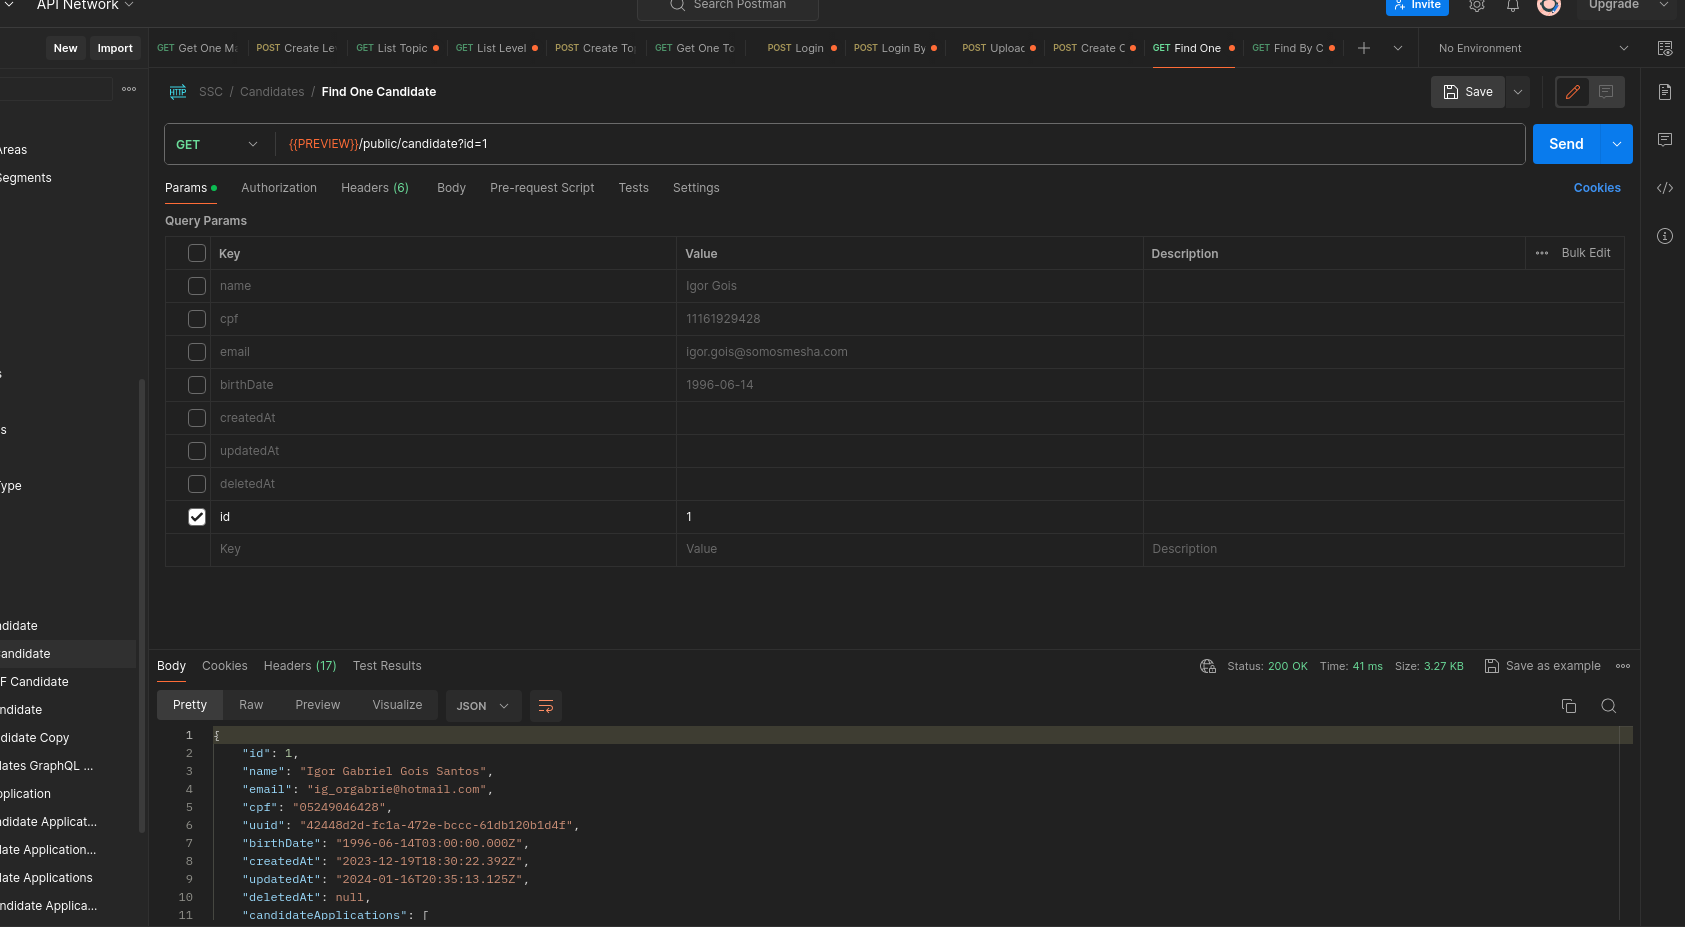 API Network
Search Postman
Invite
Upgrade
New
Import
GET Get One M
POST Create Le
GET List Topic
GET List Level
POST Create To
GET Get One To
POST Login
POST Login By
POST Uploac
POST Create C
GET Find One
GET Find By C
No Environment
SSC / Candidates / Find One Candidate
Save
GET
{{PREVIEW}}/public/candidate?id=1
Send
Params
Authorization
Headers (6)
Body
Pre-request Script
Tests
Settings
Cookies
Query Params
Key Value Description Bulk Edit
name Igor Gois
cpf 11161929428
email igor.gois@somosmesha.com
birthDate 1996-06-14
createdAt
updatedAt
deletedAt
id 1
Key Value Description
Areas
Segments
s
s
ype
ndidate
andidate
F Candidate
ndidate
didate Copy
lates GraphQL ...
pplication
ndidate Applicat...
late Application...
late Applications
ndidate Applica...
Body
Cookies
Headers (17)
Test Results
Status: 200 OK Time: 41 ms Size: 3.27 KB
Save as example
Pretty
Raw
Preview
Visualize
JSON
1 {
2 "id": 1,
3 "name": "Igor Gabriel Gois Santos",
4 "email": "ig_orgabrie@hotmail.com",
5 "cpf": "05249046428",
6 "uuid": "42448d2d-fc1a-472e-bccc-61db120b1d4f",
7 "birthDate": "1996-06-14T03:00:00.000Z",
8 "createdAt": "2023-12-19T18:30:22.392Z",
9 "updatedAt": "2024-01-16T20:35:13.125Z",
10 "deletedAt": null,
11 "candidateApplications": [